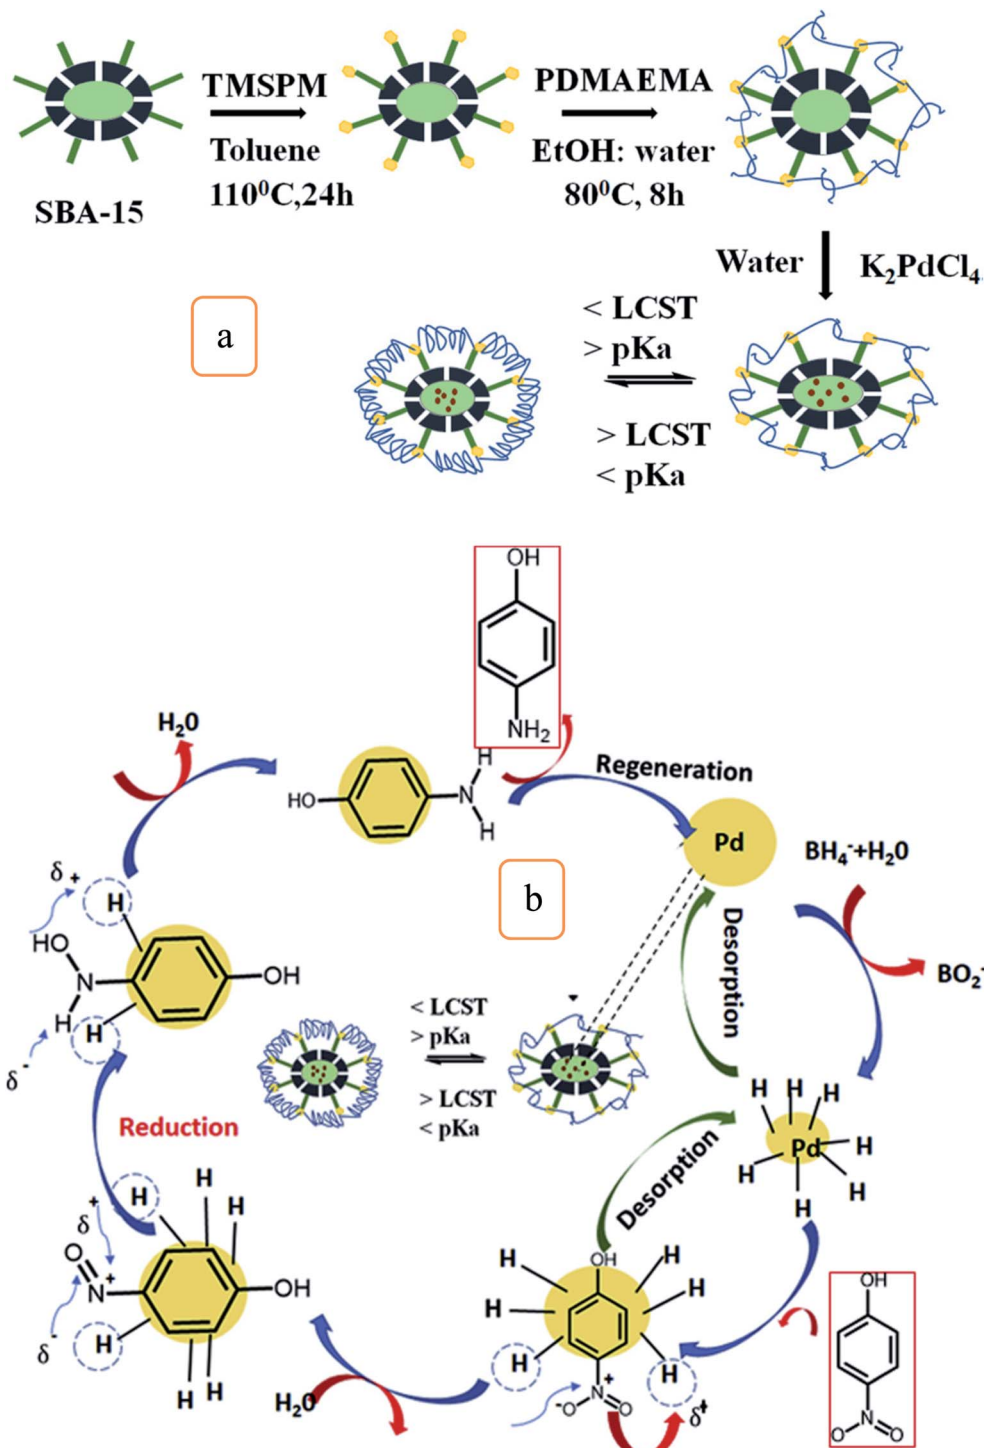 TMSPM
Toluene
110⁰C,24h
SBA-15
PDMAEMA
EtOH: water
80⁰C, 8h
Water
K₂PdCl₄
a
< LCST
> pKa
> LCST
< pKa
OH
NH₂
H₂0
HO
N
H
H
Regeneration
Pd
BH₄⁻+H₂0
b
Desorption
BO₂⁻
δ+
H
HO
N
H
H
OH
δ⁻
< LCST
> pKa
> LCST
< pKa
Reduction
H
H
H
Pd
H
H
H
H
Desorption
δ+
H
H
H
O
N+
OH
δ⁻
H
H
H
H
OH
H
H
H
H
H
H
N+
⁻O
O
δ+
H₂0
OH
N
O
O